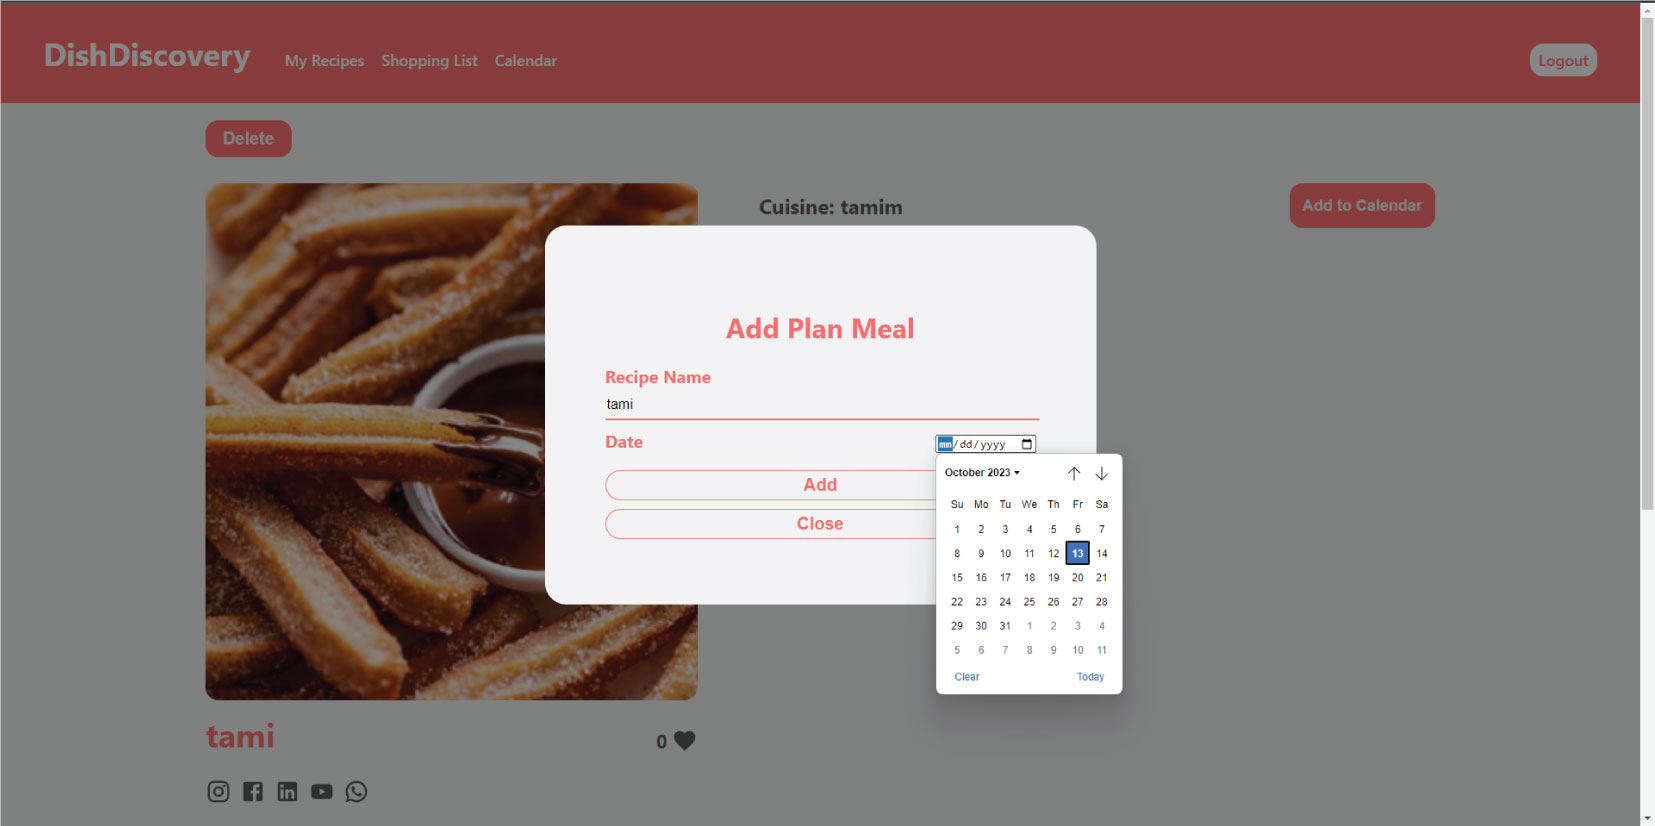 DishDiscovery My Recipes Shopping List Calendar Logout
Delete
Cuisine: tamim
Add to Calendar
Add Plan Meal
Recipe Name
tami
Date mm/dd/yyyy
Add
Close
October 2023
Su Mo Tu We Th Fr Sa
1 2 3 4 5 6 7
8 9 10 11 12 13 14
15 16 17 18 19 20 21
22 23 24 25 26 27 28
29 30 31 1 2 3 4
5 6 7 8 9 10 11
Clear Today
tami 0